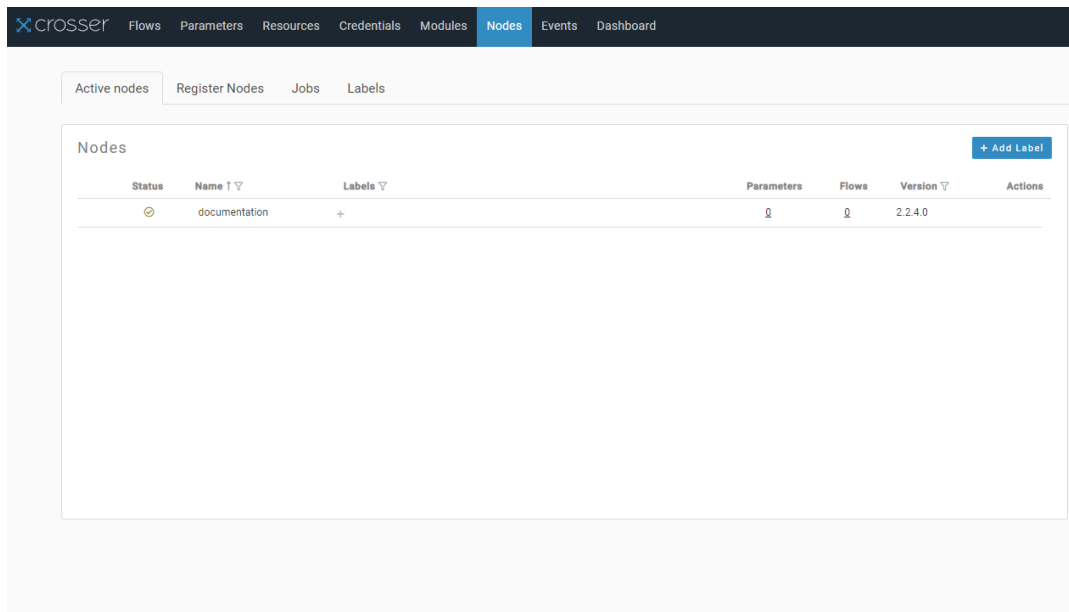 crosser Flows Parameters Resources Credentials Modules Nodes Events Dashboard
Active nodes Register Nodes Jobs Labels
Nodes + Add Label
Status Name ↑ Labels Parameters Flows Version Actions
documentation + 0 0 2.2.4.0